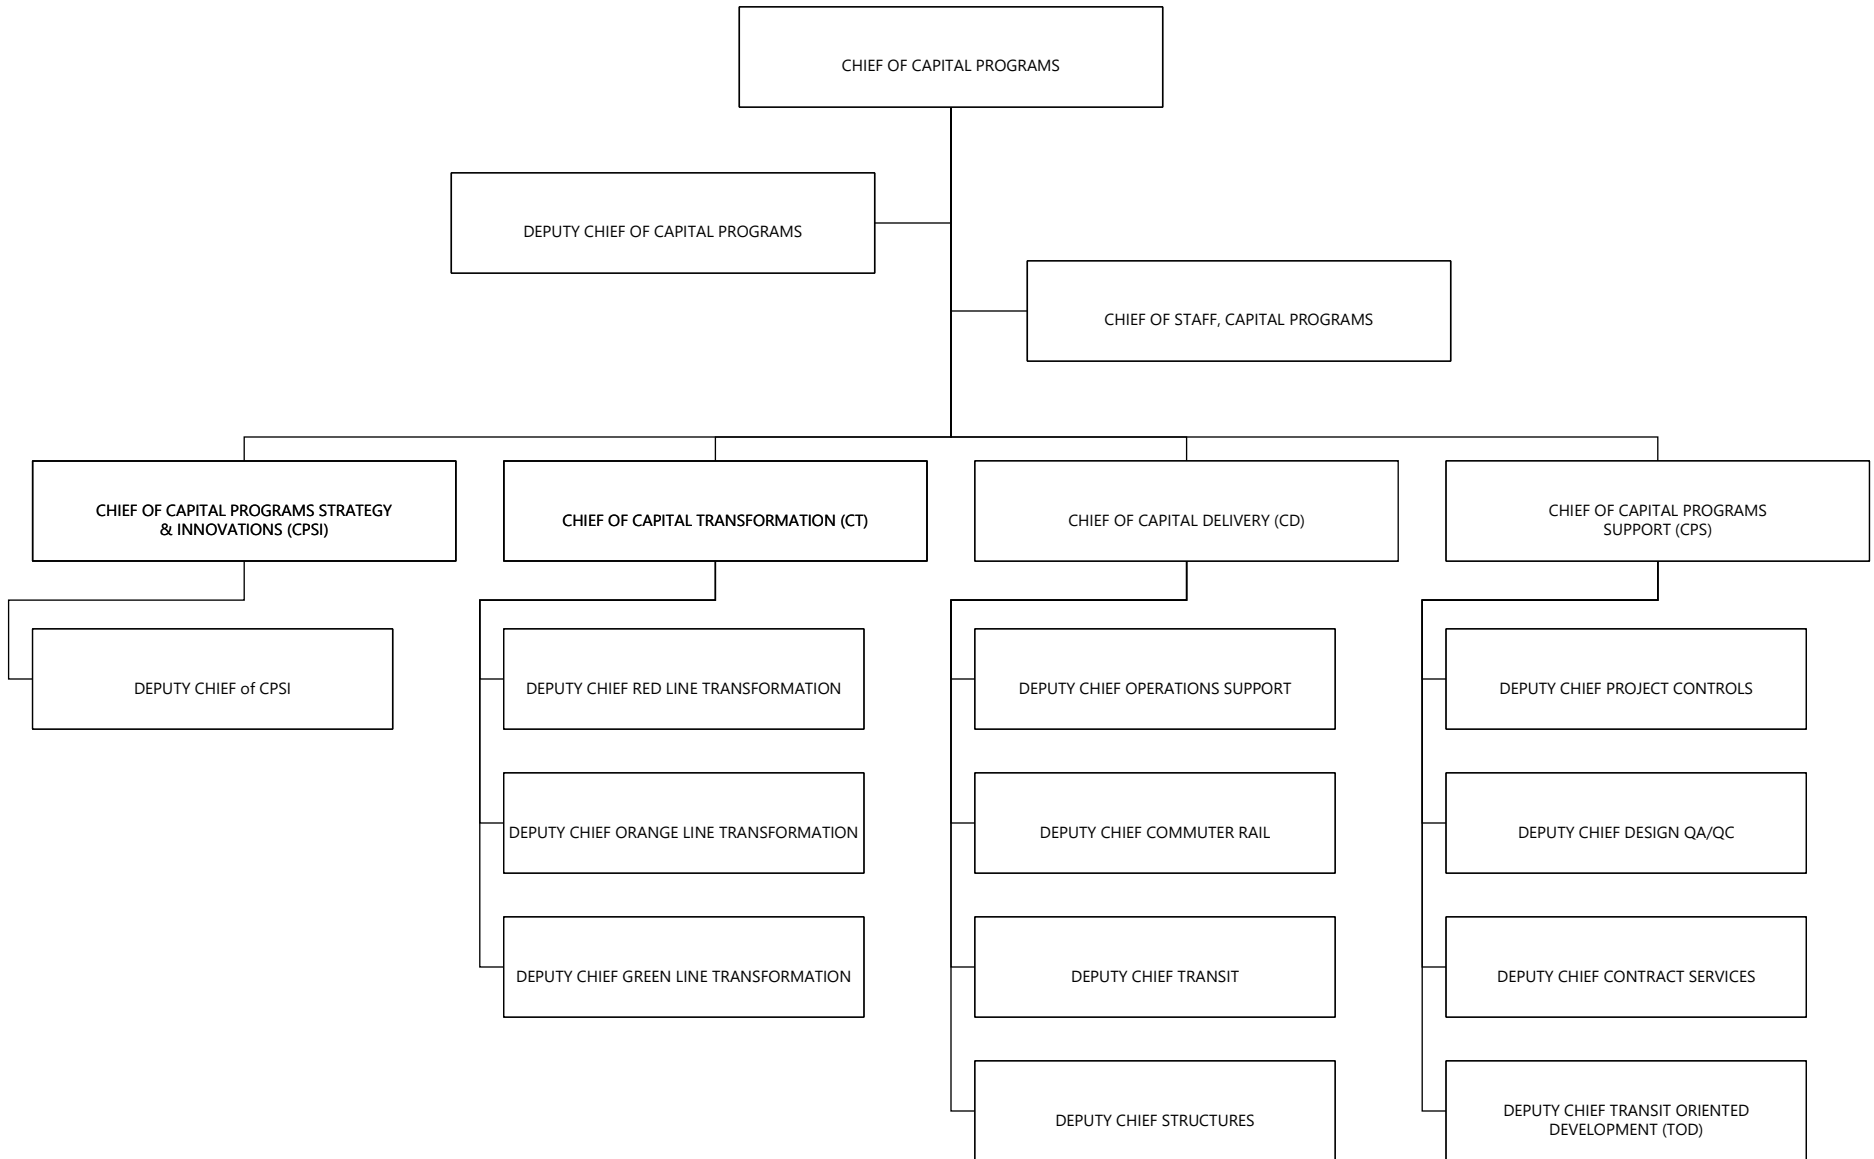 CHIEF OF CAPITAL PROGRAMS
DEPUTY CHIEF OF CAPITAL PROGRAMS
CHIEF OF STAFF, CAPITAL PROGRAMS
CHIEF OF CAPITAL PROGRAMS STRATEGY
& INNOVATIONS (CPSI)
CHIEF OF CAPITAL TRANSFORMATION (CT)
CHIEF OF CAPITAL DELIVERY (CD)
CHIEF OF CAPITAL PROGRAMS
SUPPORT (CPS)
DEPUTY CHIEF of CPSI
DEPUTY CHIEF RED LINE TRANSFORMATION
DEPUTY CHIEF OPERATIONS SUPPORT
DEPUTY CHIEF PROJECT CONTROLS
DEPUTY CHIEF ORANGE LINE TRANSFORMATION
DEPUTY CHIEF COMMUTER RAIL
DEPUTY CHIEF DESIGN QA/QC
DEPUTY CHIEF GREEN LINE TRANSFORMATION
DEPUTY CHIEF TRANSIT
DEPUTY CHIEF CONTRACT SERVICES
DEPUTY CHIEF STRUCTURES
DEPUTY CHIEF TRANSIT ORIENTED
DEVELOPMENT (TOD)